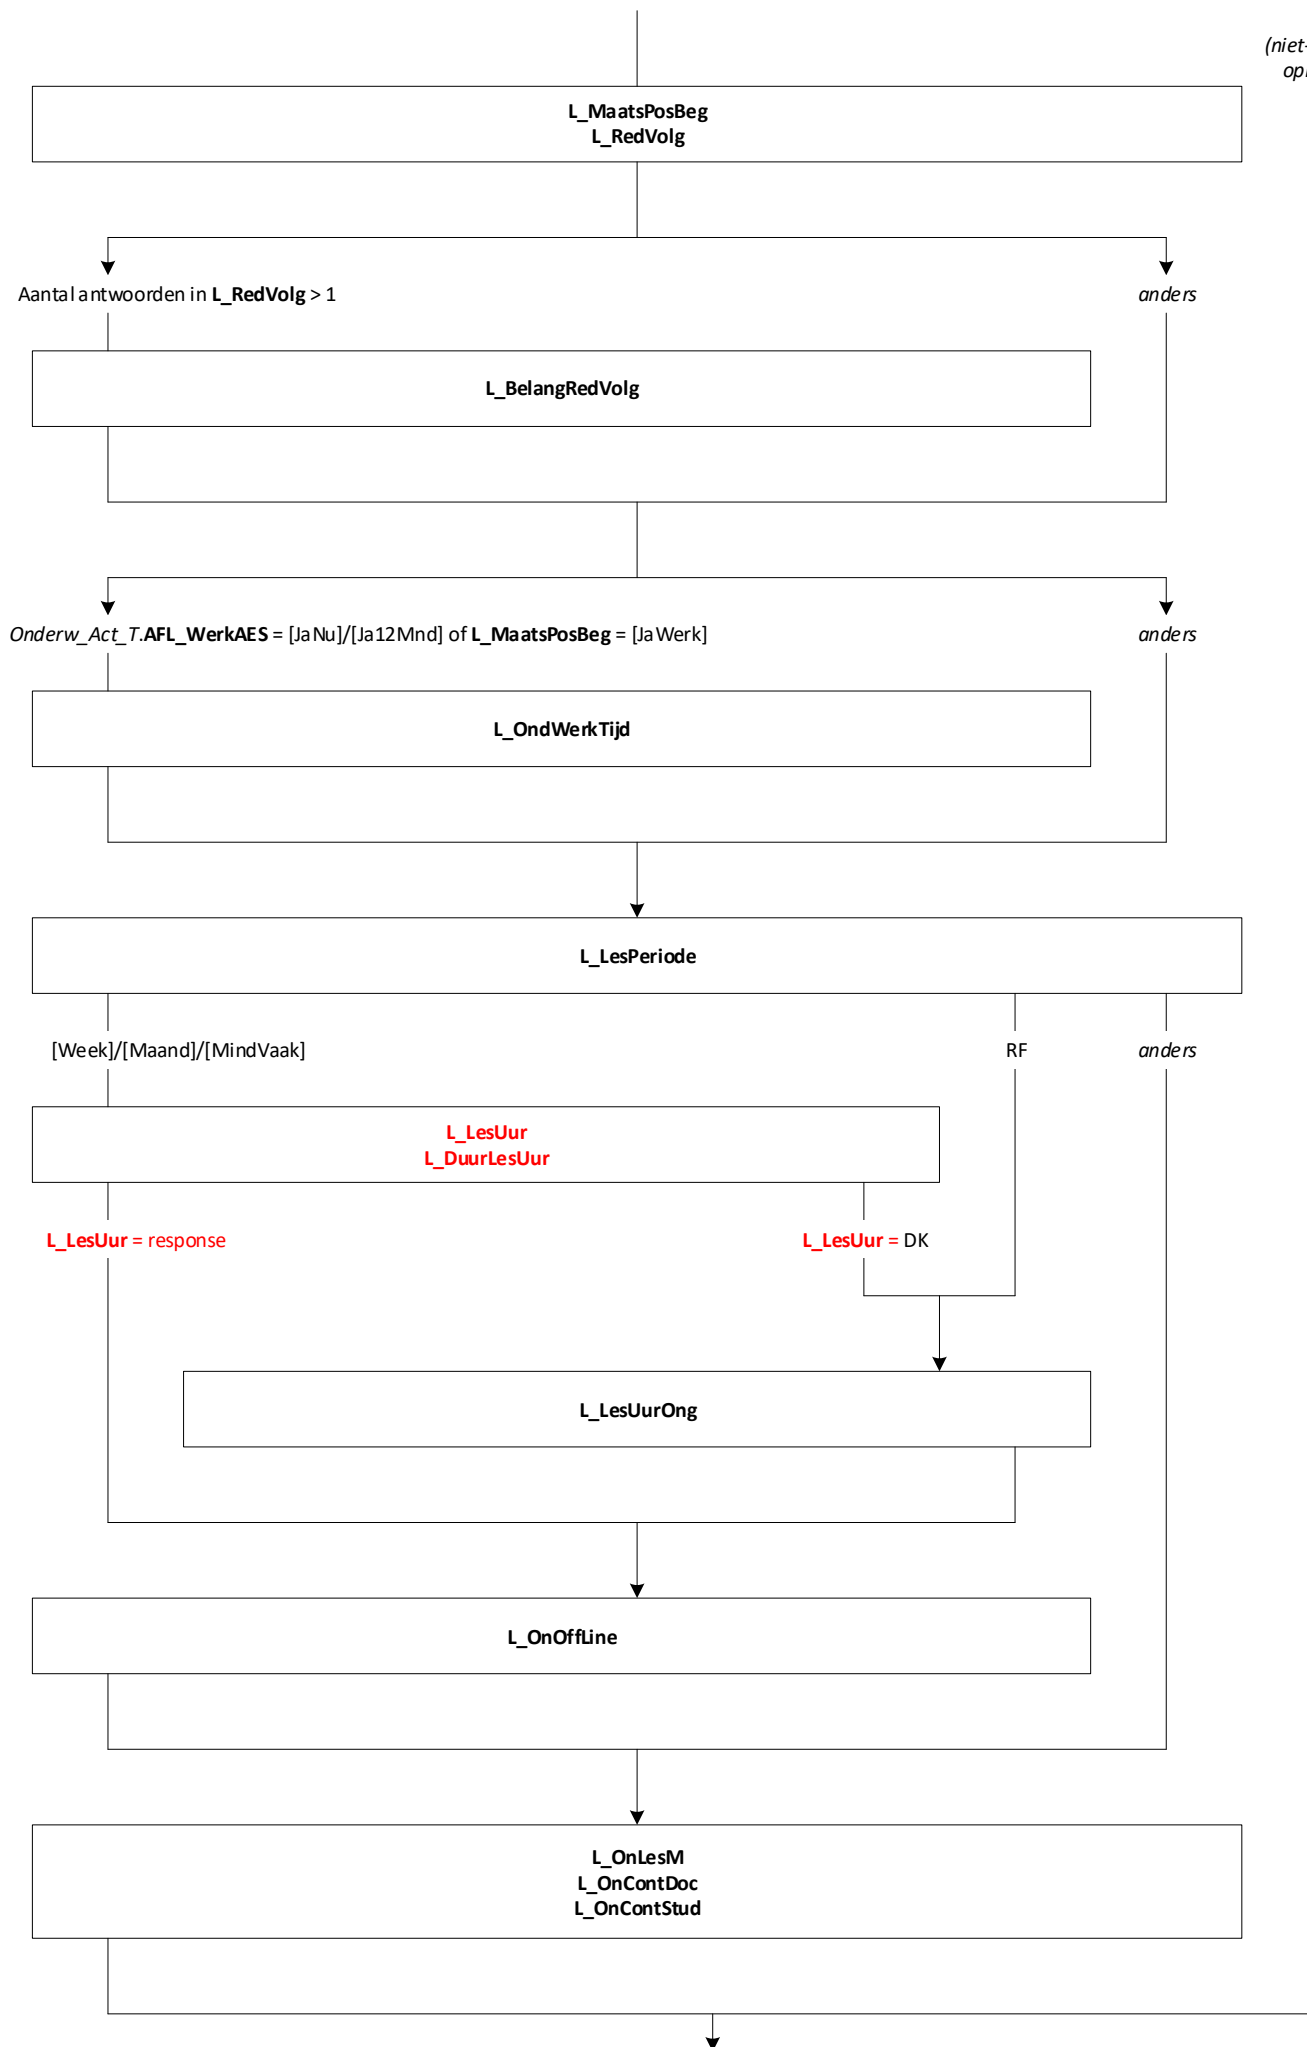 (niet-
op
L_MaatsPosBeg
L_RedVolg
Aantal antwoorden in L_RedVolg > 1
anders
L_BelangRedVolg
Onderw_Act_T.AFL_WerkAES = [JaNu]/[Ja12Mnd] of L_MaatsPosBeg = [JaWerk]
anders
L_OndWerkTijd
L_LesPeriode
[Week]/[Maand]/[MindVaak]
RF
anders
L_LesUur
L_DuurLesUur
L_LesUur = response
L_LesUur = DK
L_LesUurOng
L_OnOffLine
L_OnLesM
L_OnContDoc
L_OnContStud